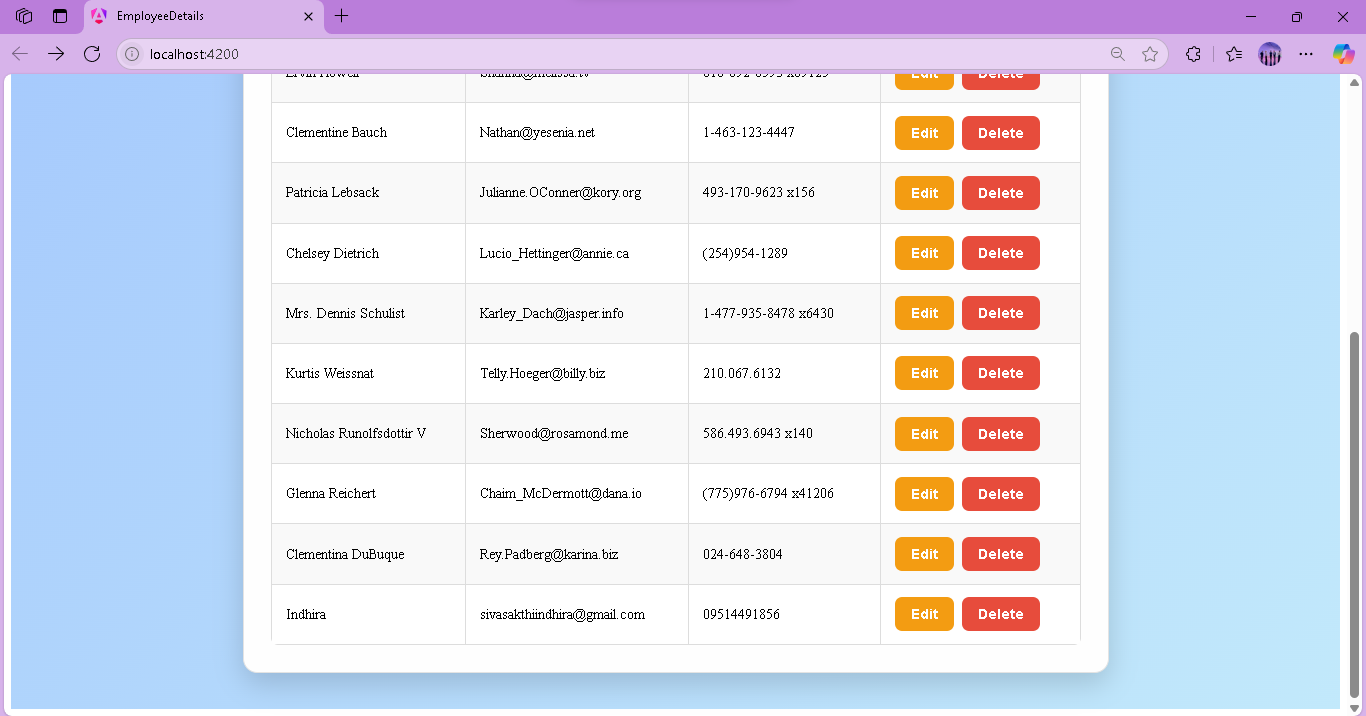 EmployeeDetails
localhost:4200
Ervin Howell Edit Delete
Clementine Bauch Nathan@yesenia.net 1-463-123-4447 Edit Delete
Patricia Lebsack Julianne.OConner@kory.org 493-170-9623 x156 Edit Delete
Chelsey Dietrich Lucio_Hettinger@annie.ca (254)954-1289 Edit Delete
Mrs. Dennis Schulist Karley_Dach@jasper.info 1-477-935-8478 x6430 Edit Delete
Kurtis Weissnat Telly.Hoeger@billy.biz 210.067.6132 Edit Delete
Nicholas Runolfsdottir V Sherwood@rosamond.me 586.493.6943 x140 Edit Delete
Glenna Reichert Chaim_McDermott@dana.io (775)976-6794 x41206 Edit Delete
Clementina DuBuque Rey.Padberg@karina.biz 024-648-3804 Edit Delete
Indhira sivasakthiindhira@gmail.com 09514491856 Edit Delete